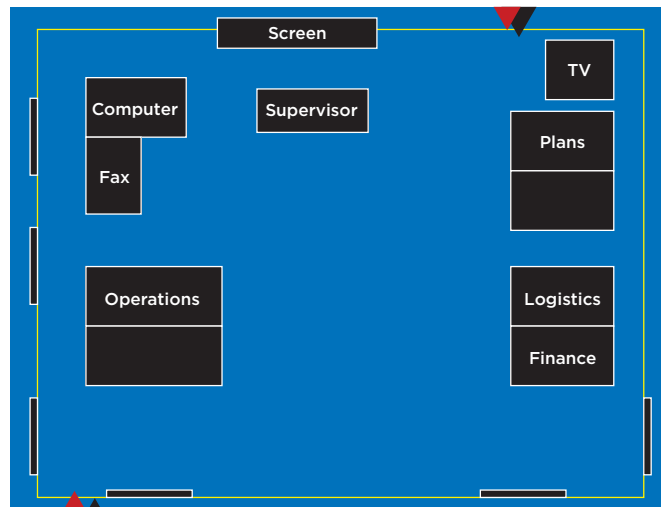 Screen
TV
Computer
Supervisor
Plans
Fax
Operations
Logistics
Finance